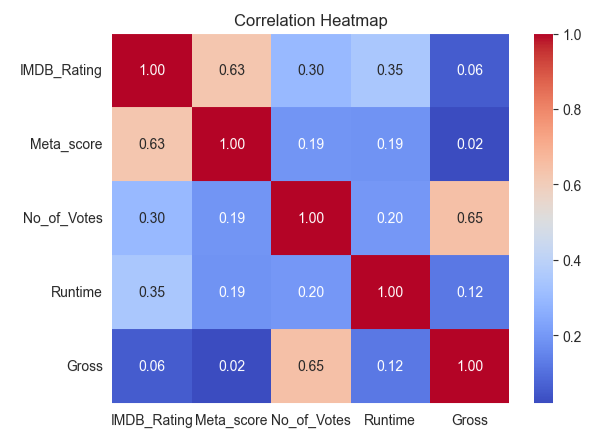 Correlation Heatmap
IMDB_Rating 1.00 0.63 0.30 0.35 0.06
Meta_score 0.63 1.00 0.19 0.19 0.02
No_of_Votes 0.30 0.19 1.00 0.20 0.65
Runtime 0.35 0.19 0.20 1.00 0.12
Gross 0.06 0.02 0.65 0.12 1.00
IMDB_Rating Meta_score No_of_Votes Runtime Gross
1.0
0.8
0.6
0.4
0.2